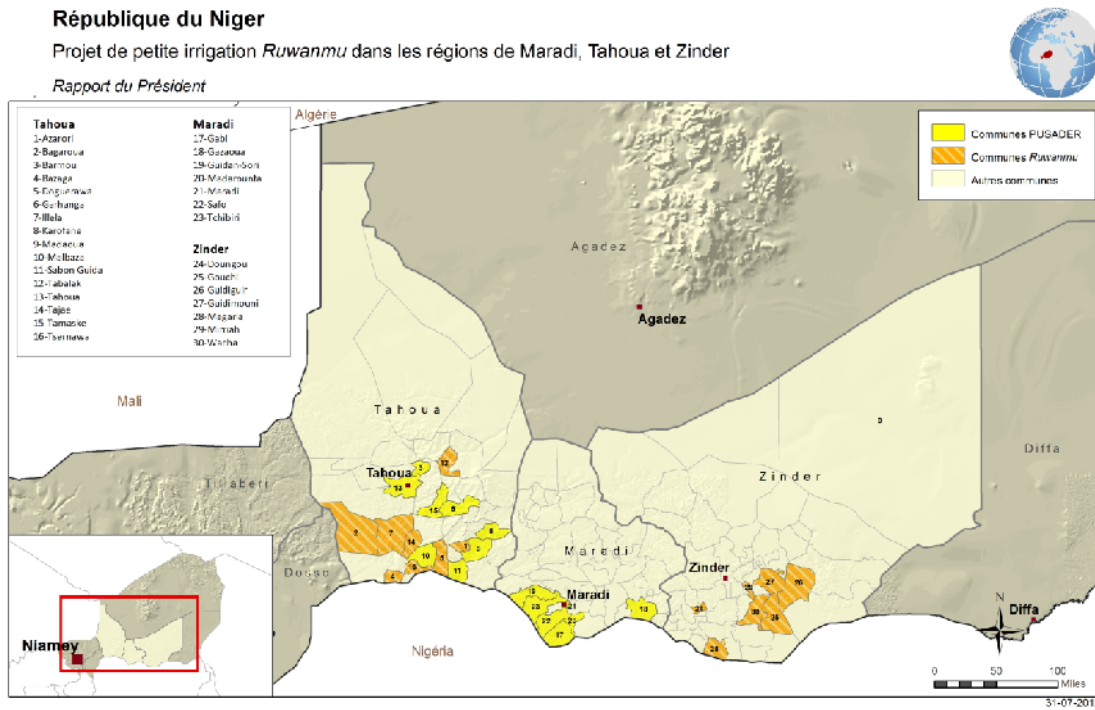 République du Niger
Projet de petite irrigation Ruwanmu dans les régions de Maradi, Tahoua et Zinder
Rapport du Président
Tahoua
1-Azarori
2-Bagaroua
3-Barmou
4-Bazaga
5-Doguerawa
6-Garhanga
7-Illela
8-Karofane
9-Madaoua
10-Malbaza
11-Sabon Guida
12-Tabalak
13-Tahoua
14-Tajae
15 Tamaske
16-Tsernawa
Maradi
17-Gabi
18-Gazaoua
19-Guidan-Sori
20-Madarounfa
21-Maradi
22-Safo
23-Tchibiri
Zinder
24-Doungou
25-Gouchi
26 Guidiguir
27-Guidimouni
28-Magaria
29-Mirriah
30-Wacha
Communes PUSADER
Communes Ruwanmu
Autres communes
Algérie
Mali
Agadez
Agadez
Tahoua
Tahoua
Tillabéri
Dosso
Maradi
Maradi
Zinder
Zinder
Diffa
Diffa
Nigéria
Niamey
N
0 50 100
Miles